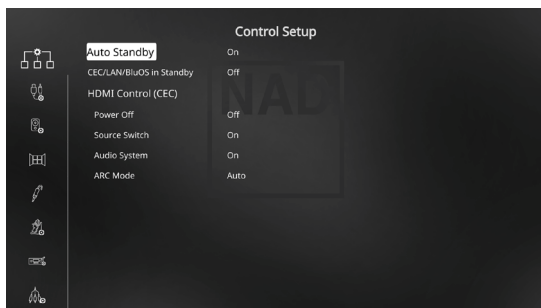 Control Setup
Auto Standby On
CEC/LAN/BluOS in Standby Off
HDMI Control (CEC)
Power Off Off
Source Switch On
Audio System On
ARC Mode Auto
NAD